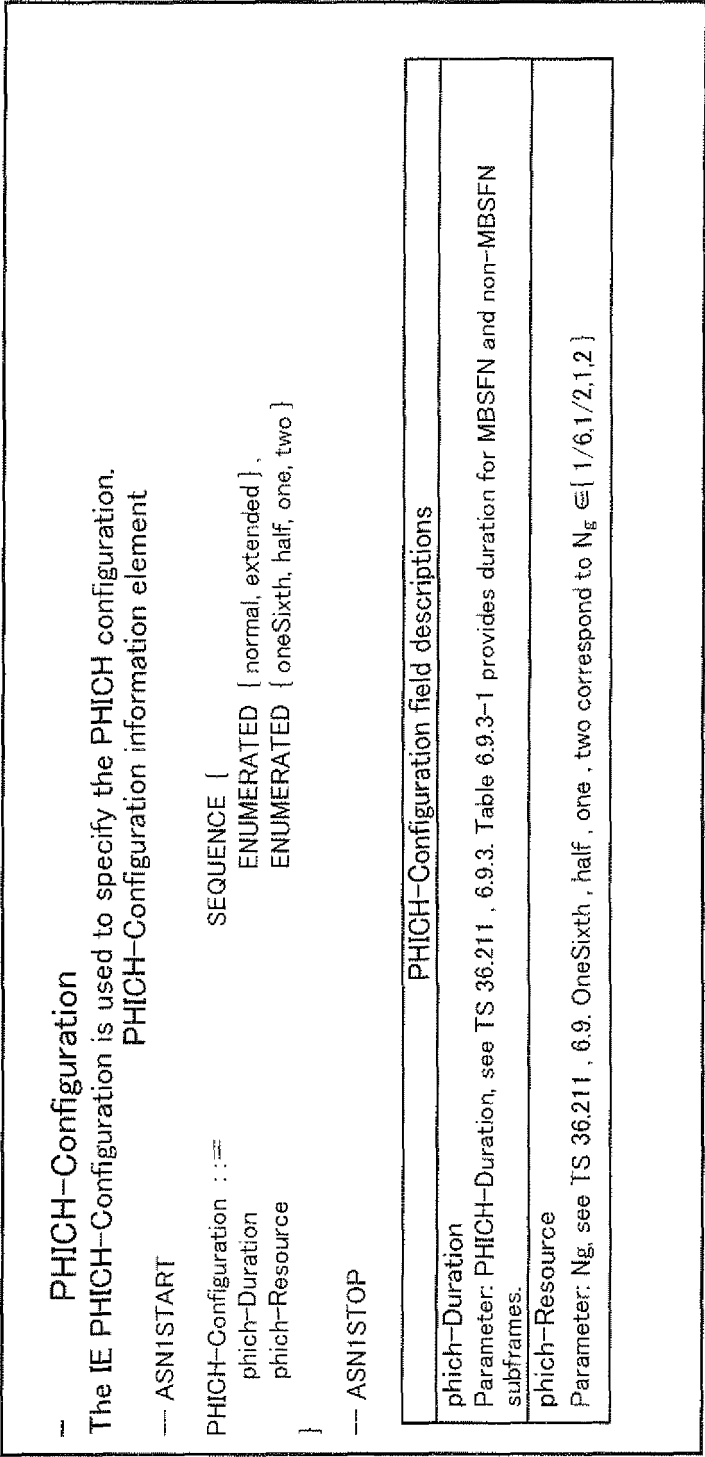 — PHICH-Configuration
The IE PHICH-Configuration is used to specify the PHICH configuration.
PHICH-Configuration information element
-- ASN1START
PHICH-Configuration ::= SEQUENCE {
phich-Duration ENUMERATED { normal, extended },
phich-Resource ENUMERATED { oneSixth, half, one, two }
}
-- ASN1STOP
PHICH-Configuration field descriptions
phich-Duration
Parameter: PHICH-Duration, see TS 36.211 , 6.9.3. Table 6.9.3-1 provides duration for MBSFN and non-MBSFN
subframes.
phich-Resource
Parameter: Ng, see TS 36.211 , 6.9. OneSixth , half , one , two correspond to Ng ∈{ 1/6,1/2,1,2 }